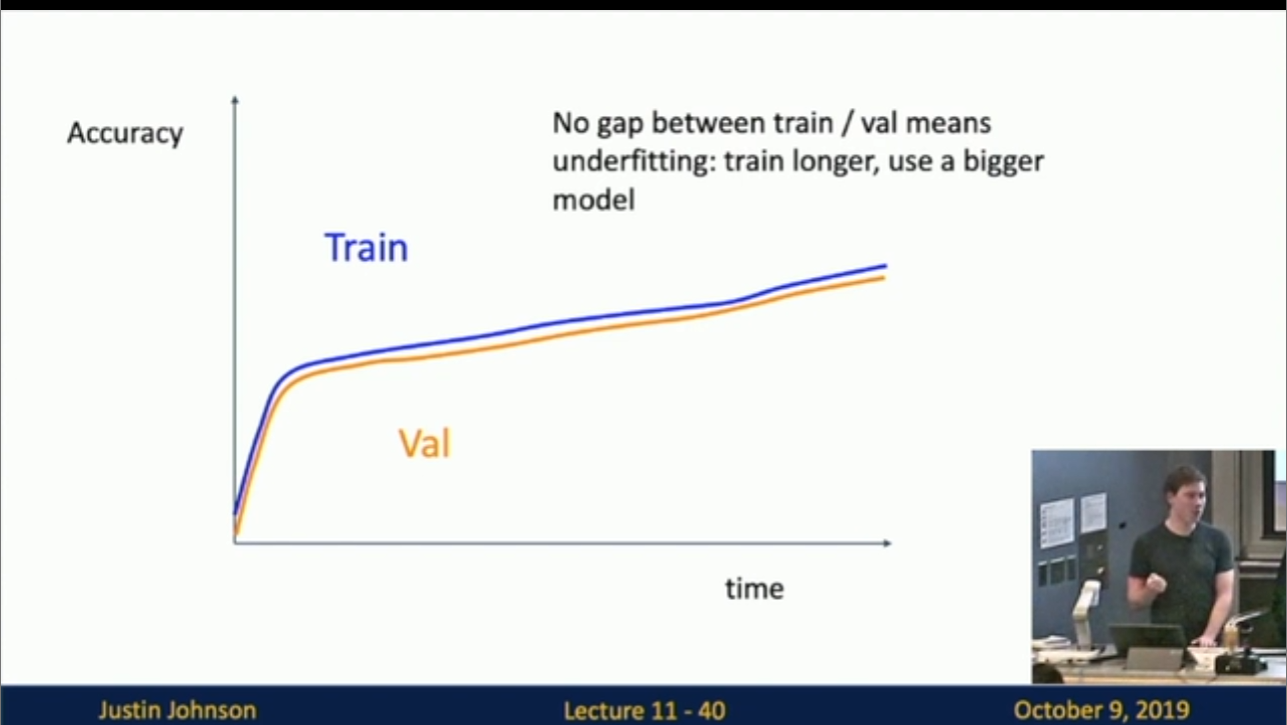 Accuracy
No gap between train / val means
underfitting: train longer, use a bigger
model
Train
Val
time
Justin Johnson
Lecture 11 - 40
October 9, 2019